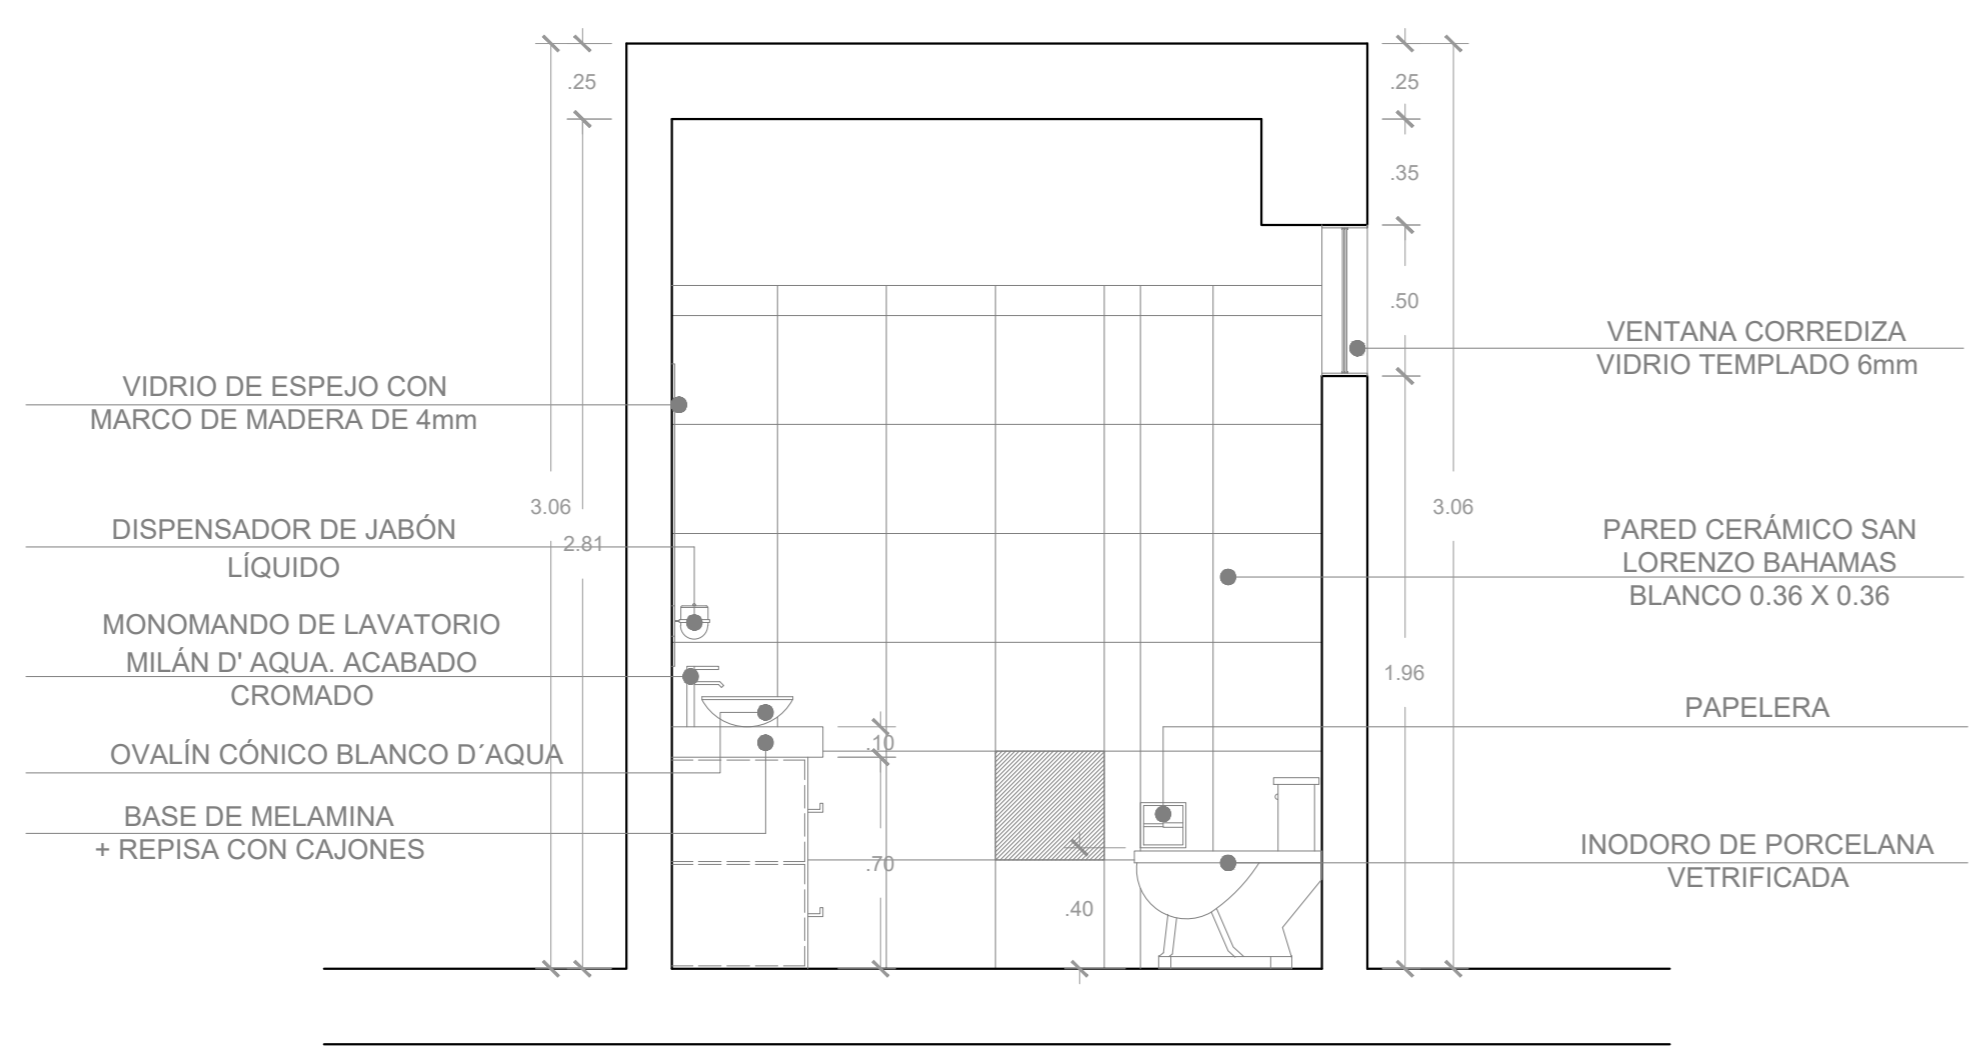 .25
.25
.35
.50
VENTANA CORREDIZA
VIDRIO TEMPLADO 6mm
VIDRIO DE ESPEJO CON
MARCO DE MADERA DE 4mm
3.06
2.81
3.06
DISPENSADOR DE JABÓN
LÍQUIDO
PARED CERÁMICO SAN
LORENZO BAHAMAS
BLANCO 0.36 X 0.36
MONOMANDO DE LAVATORIO
MILÁN D' AQUA. ACABADO
CROMADO
1.96
PAPELERA
OVALÍN CÓNICO BLANCO D´AQUA
.10
BASE DE MELAMINA
+ REPISA CON CAJONES
.70
.40
INODORO DE PORCELANA
VETRIFICADA